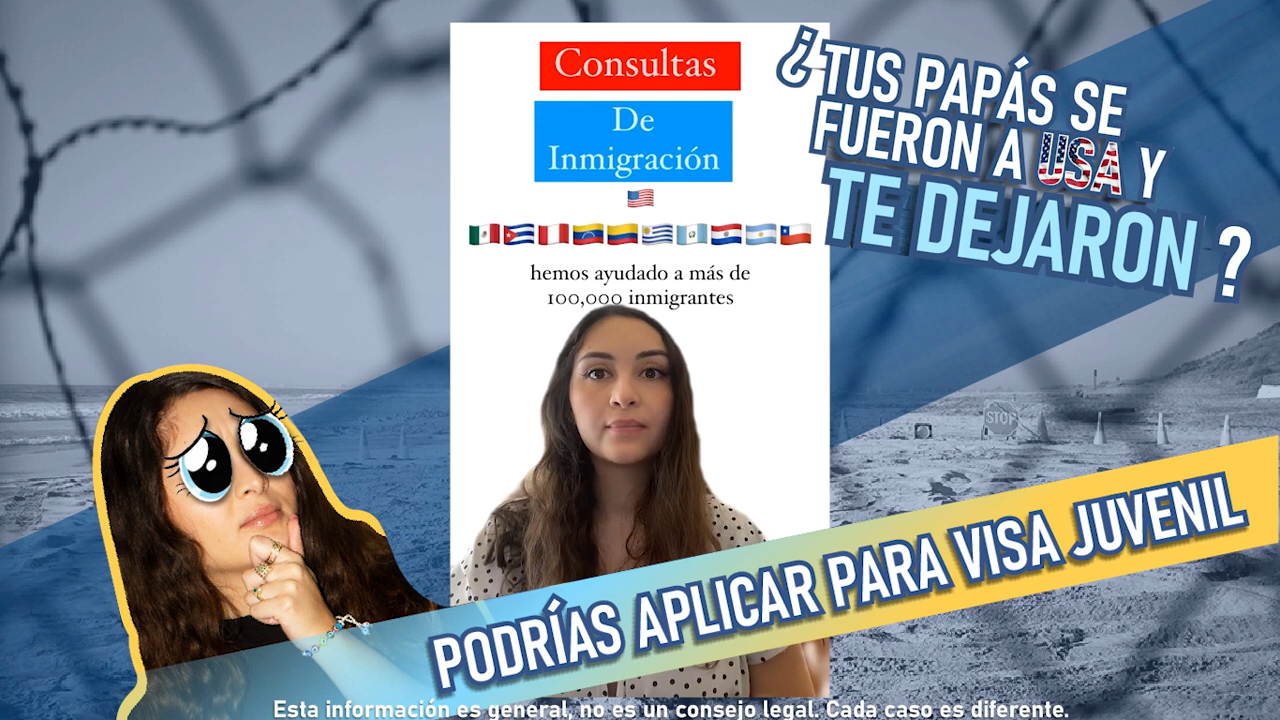 Consultas
De
Inmigración
hemos ayudado a más de
100,000 inmigrantes
¿TUS PAPÁS SE
FUERON A USA Y
TE DEJARON?
STOP
PODRÍAS APLICAR PARA VISA JUVENIL
Esta información es general, no es un consejo legal. Cada caso es diferente.